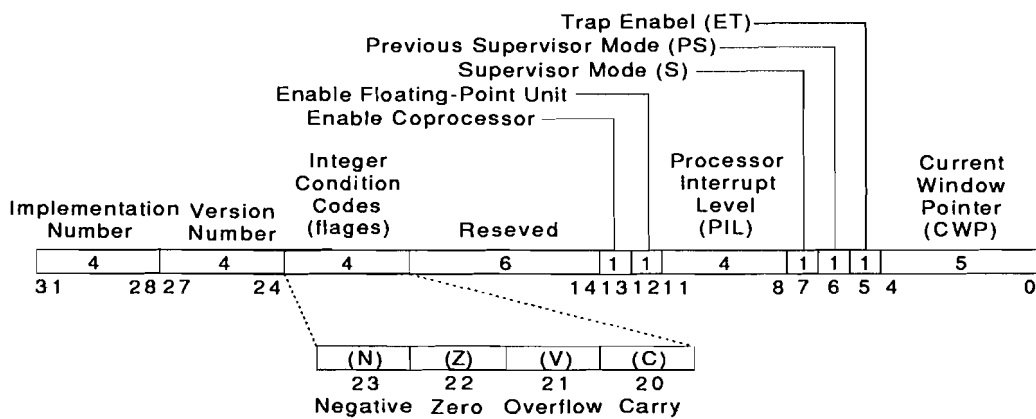 Trap Enabel (ET)
Previous Supervisor Mode (PS)
Supervisor Mode (S)
Enable Floating-Point Unit
Enable Coprocessor
Implementation
Number
Version
Number
Integer
Condition
Codes
(flages)
Reseved
Processor
Interrupt
Level
(PIL)
Current
Window
Pointer
(CWP)
4 4 4 6 1 1 4 1 1 1 5
31 28 27 24 14 13 12 11 8 7 6 5 4 0
(N) (Z) (V) (C)
23 22 21 20
Negative Zero Overflow Carry